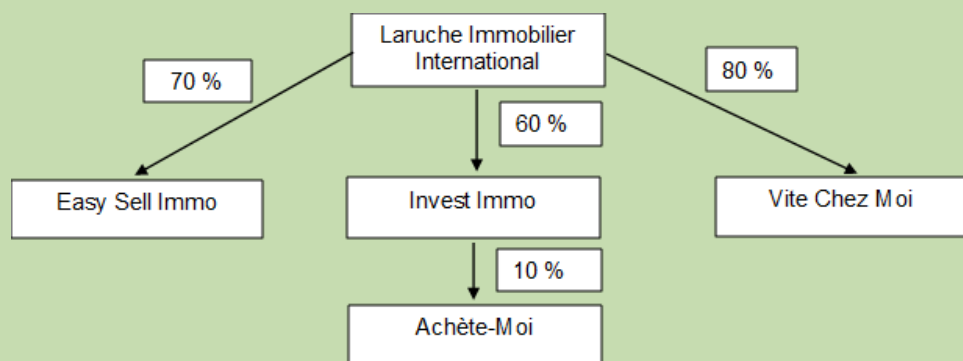 Laruche Immobilier
International
70 %
80 %
60 %
Easy Sell Immo
Invest Immo
Vite Chez Moi
10 %
Achète-Moi